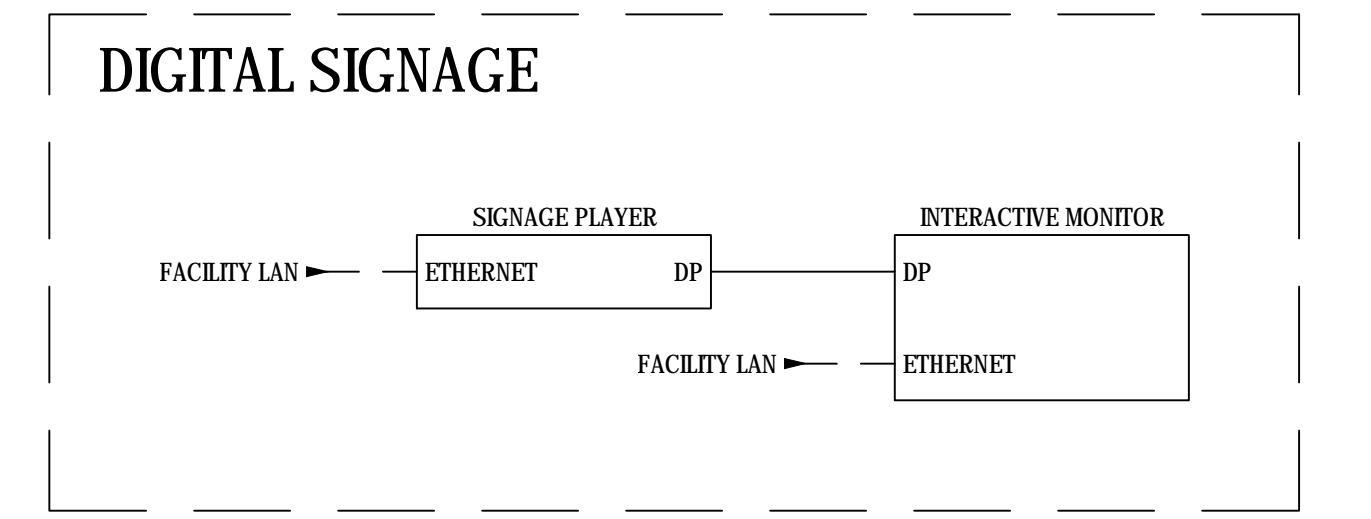 DIGITAL SIGNAGE
SIGNAGE PLAYER
INTERACTIVE MONITOR
FACILITY LAN
ETHERNET
DP
DP
FACILITY LAN
ETHERNET